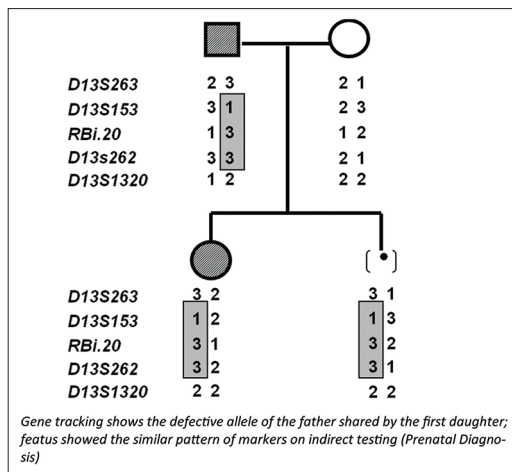 D13S263 2 3 2 1
D13S153 3 1 2 3
RBi.20 1 3 1 2
D13s262 3 3 2 1
D13S1320 1 2 2 2
D13S263 3 2 3 1
D13S153 1 2 1 3
RBi.20 3 1 3 2
D13S262 3 2 3 1
D13S1320 2 2 2 2
Gene tracking shows the defective allele of the father shared by the first daughter;
featus showed the similar pattern of markers on indirect testing (Prenatal Diagno-
sis)